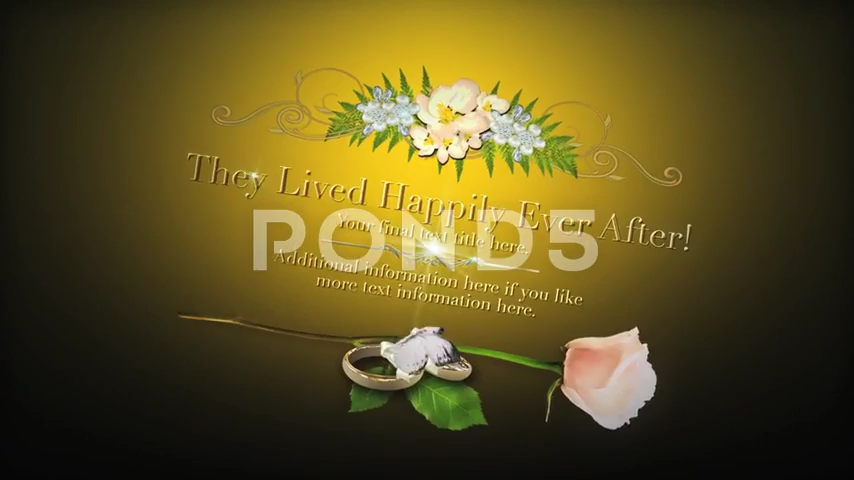 They Lived Happily Ever After!
Your final text title here.
POND5
Additional information here if you like
more text information here.